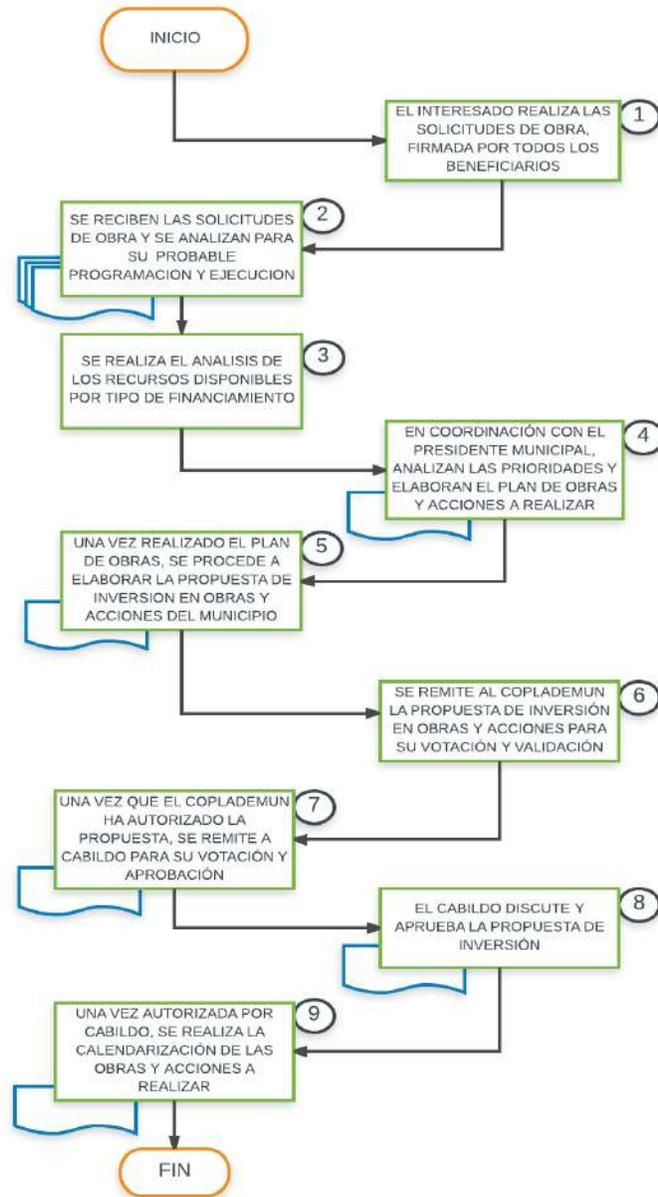 INICIO
1
EL INTERESADO REALIZA LAS
SOLICITUDES DE OBRA,
FIRMADA POR TODOS LOS
BENEFICIARIOS
2
SE RECIBEN LAS SOLICITUDES
DE OBRA Y SE ANALIZAN PARA
SU PROBABLE
PROGRAMACION Y EJECUCION
3
SE REALIZA EL ANALISIS DE
LOS RECURSOS DISPONIBLES
POR TIPO DE FINANCIAMIENTO
4
EN COORDINACIÓN CON EL
PRESIDENTE MUNICIPAL,
ANALIZAN LAS PRIORIDADES Y
ELABORAN EL PLAN DE OBRAS
Y ACCIONES A REALIZAR
5
UNA VEZ REALIZADO EL PLAN
DE OBRAS, SE PROCEDE A
ELABORAR LA PROPUESTA DE
INVERSION EN OBRAS Y
ACCIONES DEL MUNICIPIO
6
SE REMITE AL COPLADEMUN
LA PROPUESTA DE INVERSIÓN
EN OBRAS Y ACCIONES PARA
SU VOTACIÓN Y VALIDACIÓN
7
UNA VEZ QUE EL COPLADEMUN
HA AUTORIZADO LA
PROPUESTA, SE REMITE A
CABILDO PARA SU VOTACIÓN Y
APROBACIÓN
8
EL CABILDO DISCUTE Y
APRUEBA LA PROPUESTA DE
INVERSIÓN
9
UNA VEZ AUTORIZADA POR
CABILDO, SE REALIZA LA
CALENDARIZACIÓN DE LAS
OBRAS Y ACCIONES A
REALIZAR
FIN